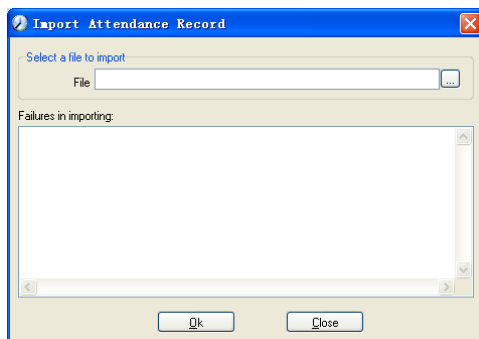 Import Attendance Record
Select a file to import
File
...
Failures in importing:
Ok
Close